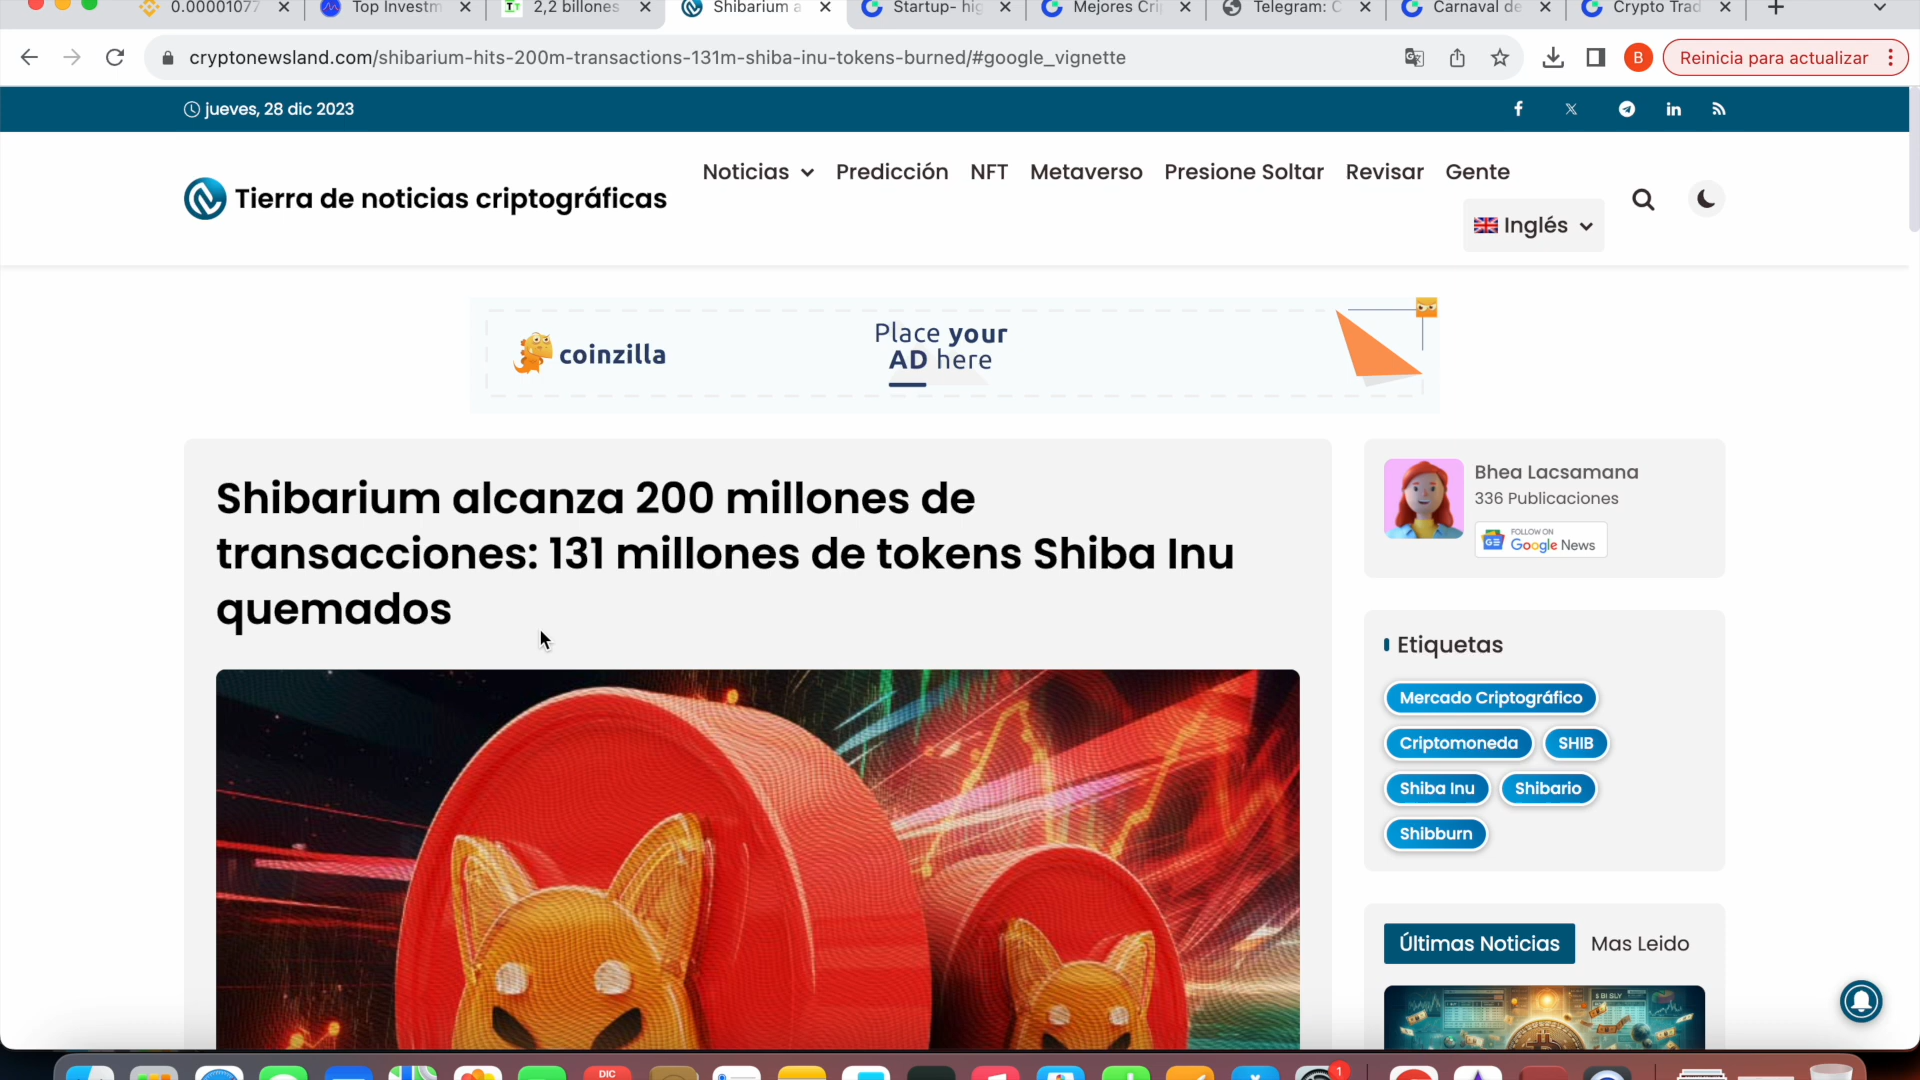 0.00001077
Top Investm
2,2 billones
Shibarium a
Startup- hig
Mejores Cri
Telegram: C
Carnaval de
Crypto Trad
cryptonewsland.com/shibarium-hits-200m-transactions-131m-shiba-inu-tokens-burned/#google_vignette
B
Reinicia para actualizar
jueves, 28 dic 2023
Tierra de noticias criptográficas
Noticias
Predicción
NFT
Metaverso
Presione Soltar
Revisar
Gente
Inglés
coinzilla
Place your
AD here
Shibarium alcanza 200 millones de
transacciones: 131 millones de tokens Shiba Inu
quemados
Bhea Lacsamana
336 Publicaciones
FOLLOW ON
Google News
Etiquetas
Mercado Criptográfico
Criptomoneda
SHIB
Shiba Inu
Shibario
Shibburn
Últimas Noticias
Mas Leido
DIC
1